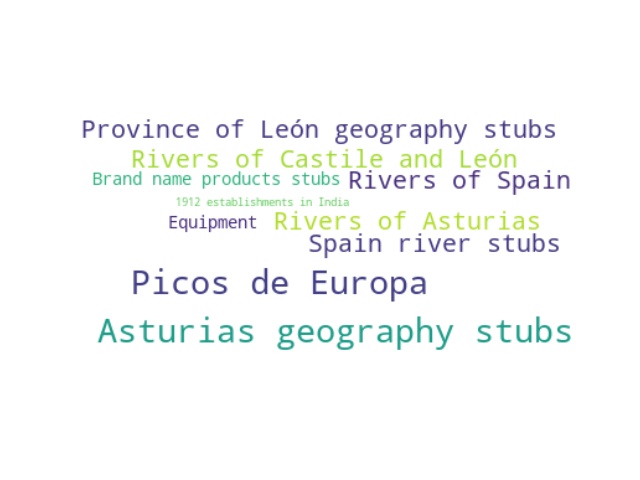 Province of León geography stubs
Rivers of Castile and León
Brand name products stubs
Rivers of Spain
1912 establishments in India
Equipment
Rivers of Asturias
Spain river stubs
Picos de Europa
Asturias geography stubs